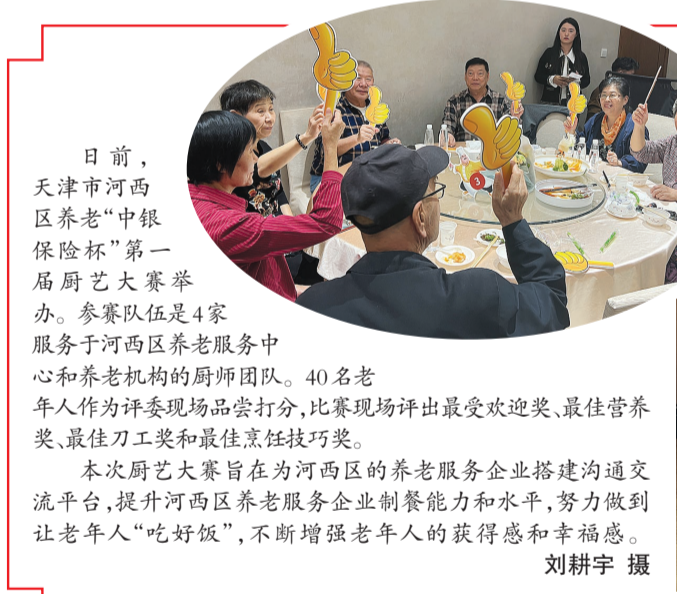 日前，
天津市河西
区养老“中银
保险杯”第一
届厨艺大赛举
办。参赛队伍是4家
服务于河西区养老服务中
心和养老机构的厨师团队。40名老
年人作为评委现场品尝打分，比赛现场评出最受欢迎奖、最佳营养
奖、最佳刀工奖和最佳烹饪技巧奖。
本次厨艺大赛旨在为河西区的养老服务企业搭建沟通交
流平台，提升河西区养老服务企业制餐能力和水平，努力做到
让老年人“吃好饭”，不断增强老年人的获得感和幸福感。
刘耕宇 摄
3